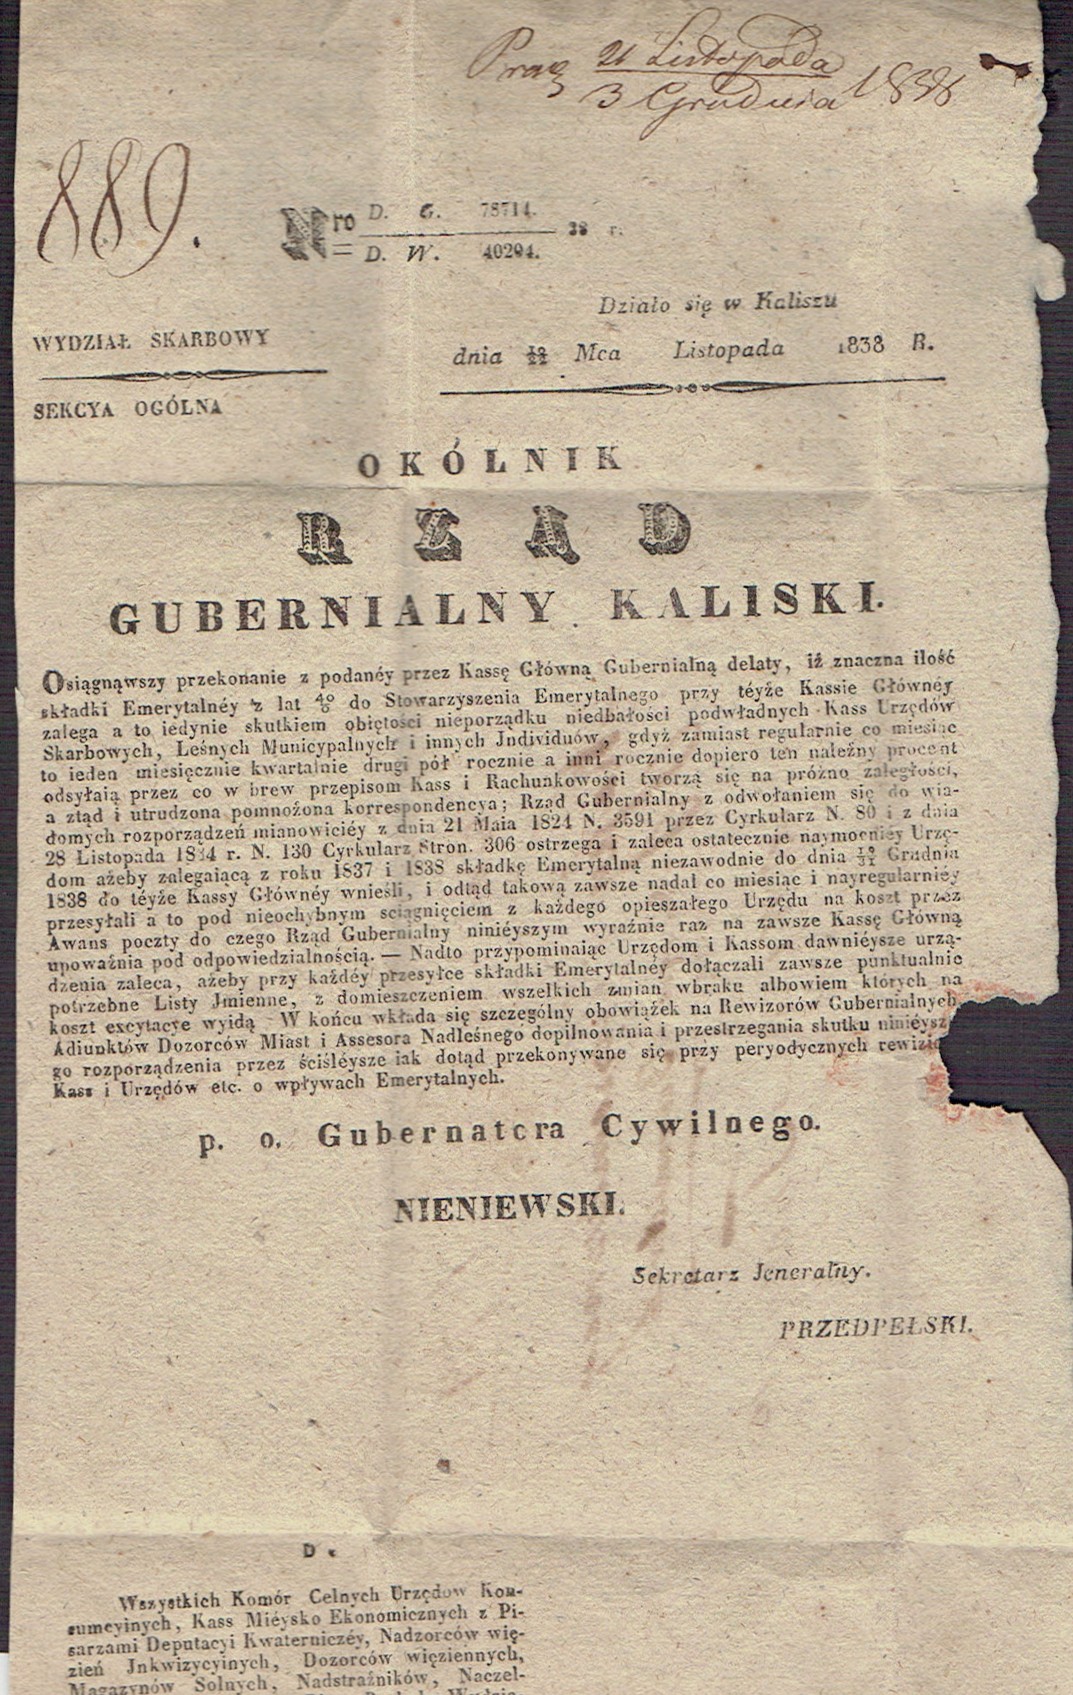 Praes 21 Listopada
3 Grudnia 1838
889.
Nro D. G. 78714.
D. W. 40204. 38 r.
Działo się w Kaliszu
WYDZIAŁ SKARBOWY
dnia Mca Listopada 1838 R.
SEKCYA OGÓLNA
OKÓLNIK
RZĄD
GUBERNIALNY KALISKI.
Osiągnąwszy przekonanie z podanéy przez Kassę Główną Gubernialną delaty, iż znaczna ilość
składki Emerytalnéy z lat do Stowarzyszenia Emerytalnego przy téyże Kassie Głównéy
zalega a to iedynie skutkiem obiętości nieporządku niedbałości podwładnych Kass Urzędów
Skarbowych, Leśnych Municypalnych i innych Jndividuów, gdyż zamiast regularnie co miesiąc
to ieden miesięcznie kwartalnie drugi pół rocznie a inni rocznie dopiero ten należny procent
odsyłaią przez co w brew przepisom Kass i Rachunkowości tworzą się na próżno zaległości,
a ztąd i utrudzona pomnożona korrespondencya; Rząd Gubernialny z odwołaniem się do wia-
domych rozporządzeń mianowiciéy z dnia 21 Maia 1824 N. 3591 przez Cyrkularz N. 80 i z dnia
28 Listopada 1834 r. N. 130 Cyrkularz Stron. 306 ostrzega i zaleca ostatecznie naymocniéy Urzę-
dom ażeby zalegaiącą z roku 1837 i 1838 składkę Emerytalną niezawodnie do dnia Grudnia
1838 do téyże Kassy Głównéy wnieśli, i odtąd takową zawsze nadal co miesiąc i nayregularniéy
przesyłali a to pod nieochybnym sciągnięciem z każdego opieszałego Urzędu na koszt przez
Awans poczty do czego Rząd Gubernialny niniéyszym wyraźnie raz na zawsze Kassę Główną
upoważnia pod odpowiedzialnością. — Nadto przypominaiąc Urzędom i Kassom dawniéysze urzą-
dzenia zaleca, ażeby przy każdéy przesyłce składki Emerytalnéy dołączali zawsze punktualnie
potrzebne Listy Jmienne, z domieszczeniem wszelkich zmian wbraku albowiem których na
koszt excytacye wyidą W końcu wkłada się szczególny obowiązek na Rewizorów Gubernialnych
Adiunktów Dozorców Miast i Assesora Nadleśnego dopilnowania i przestrzegania skutku niniéysze
go rozporządzenia przez ściśléysze iak dotąd przekonywane się przy peryodycznych
Kass i Urzędów etc. o wpływach Emerytalnych.
p. o. Gubernatora Cywilnego.
NIENIEWSKI.
Sekretarz Jeneralny.
PRZEDPEŁSKI.
D.
Wszystkich Komór Celnych Urzędow Kon-
sumcyinych, Kass Miéysko Ekonomicznych z Pi-
sarzami Deputacyi Kwaterniczéy, Nadzorców wię-
zień Jnkwizycyinych, Dozorców więziennych,
Magazynów Solnych, Nadstraźników, Naczel-